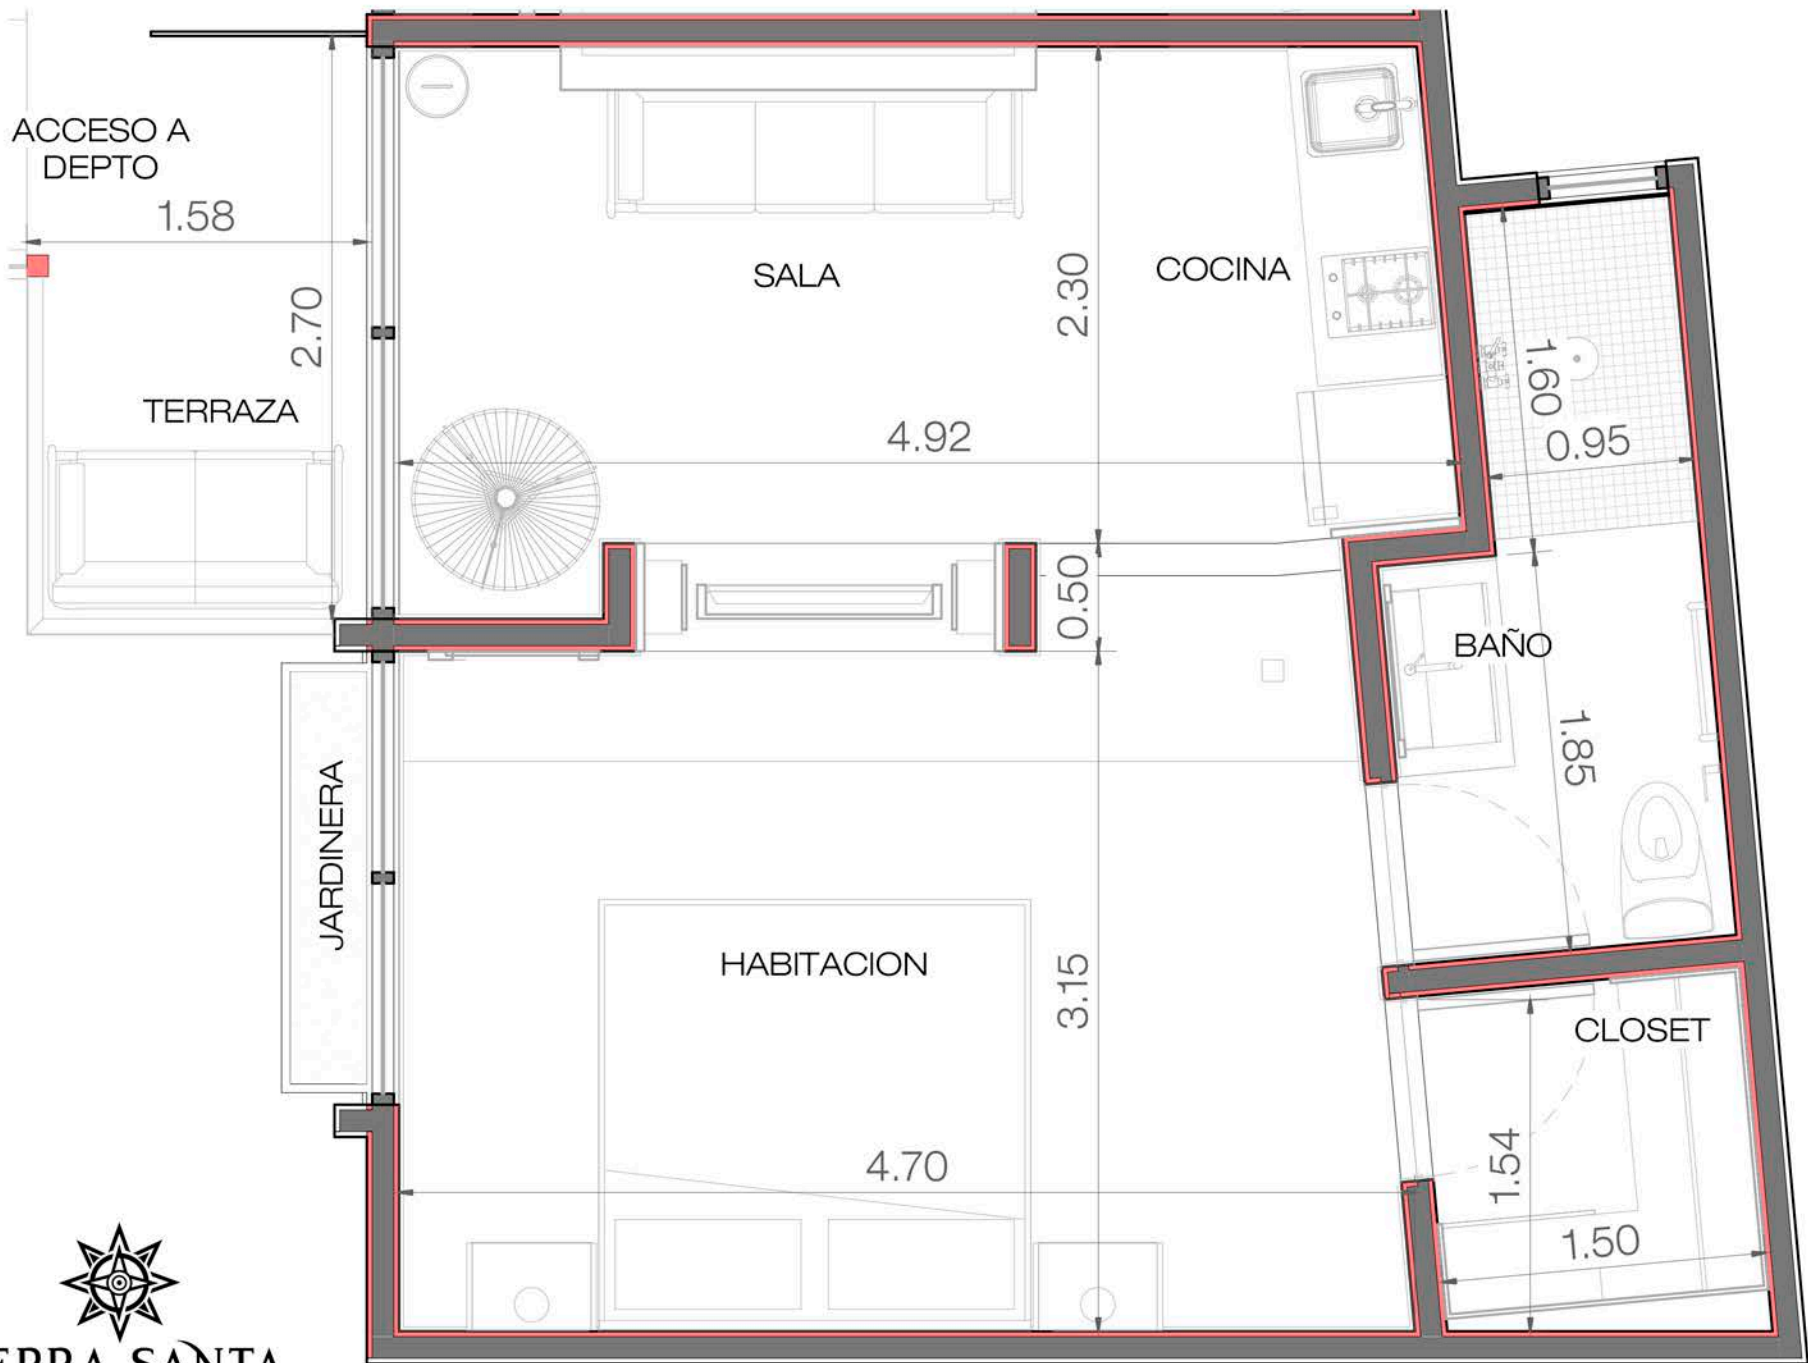 ACCESO A
DEPTO
1.58
2.70
TERRAZA
SALA
2.30
COCINA
4.92
1.60
0.95
0.50
BAÑO
1.85
JARDINERA
HABITACION
3.15
CLOSET
4.70
1.54
1.50
SANTA